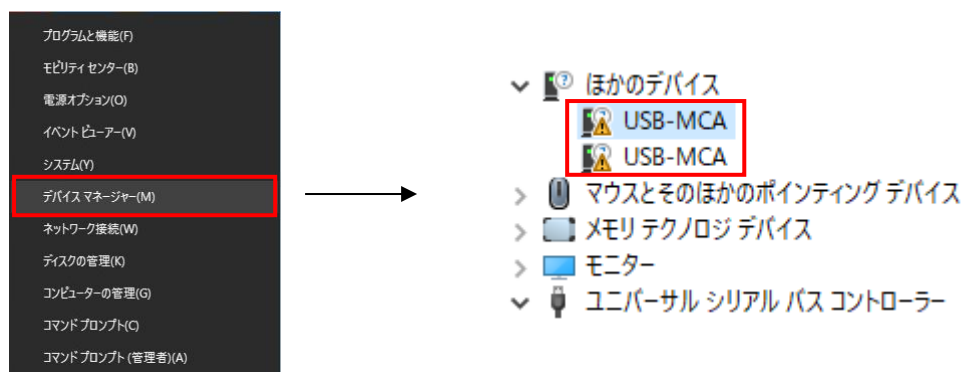 プログラムと機能(F)
モビリティ センター(B)
電源オプション(O)
イベント ビューアー(V)
システム(Y)
デバイス マネージャー(M)
ネットワーク接続(W)
ディスクの管理(K)
コンピューターの管理(G)
コマンド プロンプト(C)
コマンド プロンプト (管理者)(A)
ほかのデバイス
USB-MCA
USB-MCA
マウスとそのほかのポインティング デバイス
メモリ テクノロジ デバイス
モニター
ユニバーサル シリアル バス コントローラー